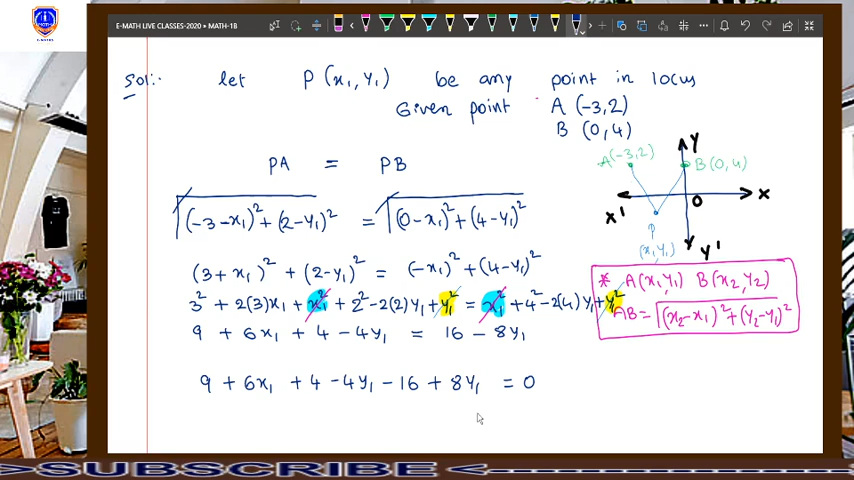 E-MATH LIVE CLASSES-2020 • MATH-1B
Sol:- let P(x₁, y₁) be any point in locus
Given point A (-3,2)
B (0,4)
PA = PB
√(-3-x₁)²+(2-y₁)² = √(0-x₁)²+(4-y₁)²
(3+x₁)²+(2-y₁)² = (-x₁)²+(4-y₁)²
3²+2(3)x₁+x₁²+2²-2(2)y₁+y₁² = x₁²+4²-2(4)y₁+y₁²
9+6x₁+4-4y₁ = 16-8y₁
9+6x₁+4-4y₁-16+8y₁ = 0
Y
A(-3,2)
B(0,4)
X' O X
P
(x₁,y₁)
Y'
* A(x₁,y₁) B(x₂,y₂)
AB=√(x₂-x₁)²+(y₂-y₁)²
>SUBSCRIBE<